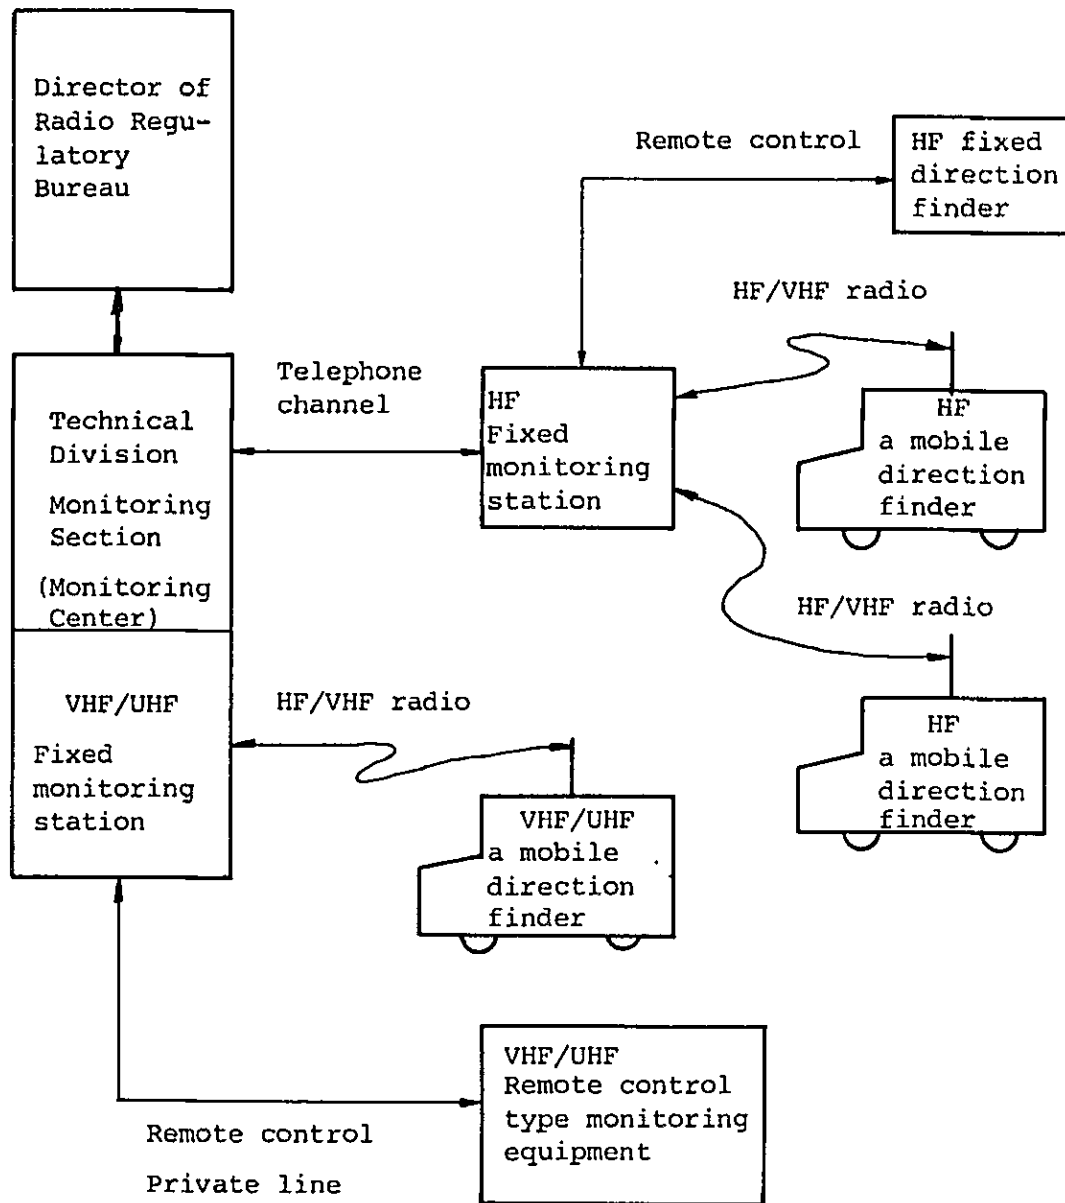 Director of
Radio Regu-
latory
Bureau
Remote control
HF fixed
direction
finder
HF/VHF radio
Telephone
channel
HF
Fixed
monitoring
station
HF
a mobile
direction
finder
Technical
Division
Monitoring
Section
(Monitoring
Center)
HF/VHF radio
HF
a mobile
direction
finder
VHF/UHF
Fixed
monitoring
station
HF/VHF radio
VHF/UHF
a mobile
direction
finder
VHF/UHF
Remote control
type monitoring
equipment
Remote control
Private line